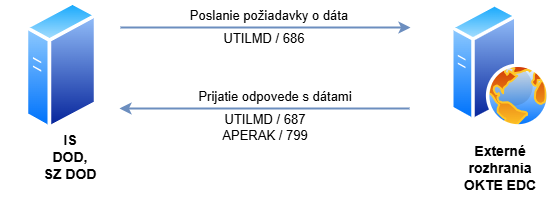 Poslanie požiadavky o dáta
UTILMD / 686
Prijatie odpovede s dátami
UTILMD / 687
APERAK / 799
IS
DOD,
SZ DOD
Externé
rozhrania
OKTE EDC